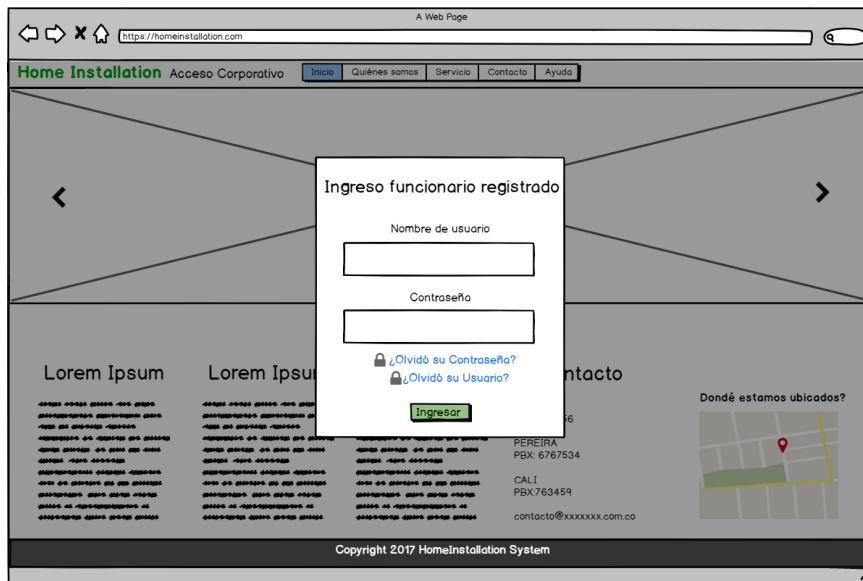 A Web Page
https://homeinstallation.com
Home Installation Acceso Corporativo Inicio Quiénes somos Servicio Contacto Ayuda
Ingreso funcionario registrado
Nombre de usuario
Contraseña
¿Olvidó su Contraseña?
¿Olvidó su Usuario?
Ingresar
Lorem Ipsum
Lorem Ipsu
ntacto
56
PEREIRA
PBX: 6767534
CALI
PBX:763459
contacto@xxxxxxx.com.co
Dondé estamos ubicados?
Copyright 2017 HomeInstallation System